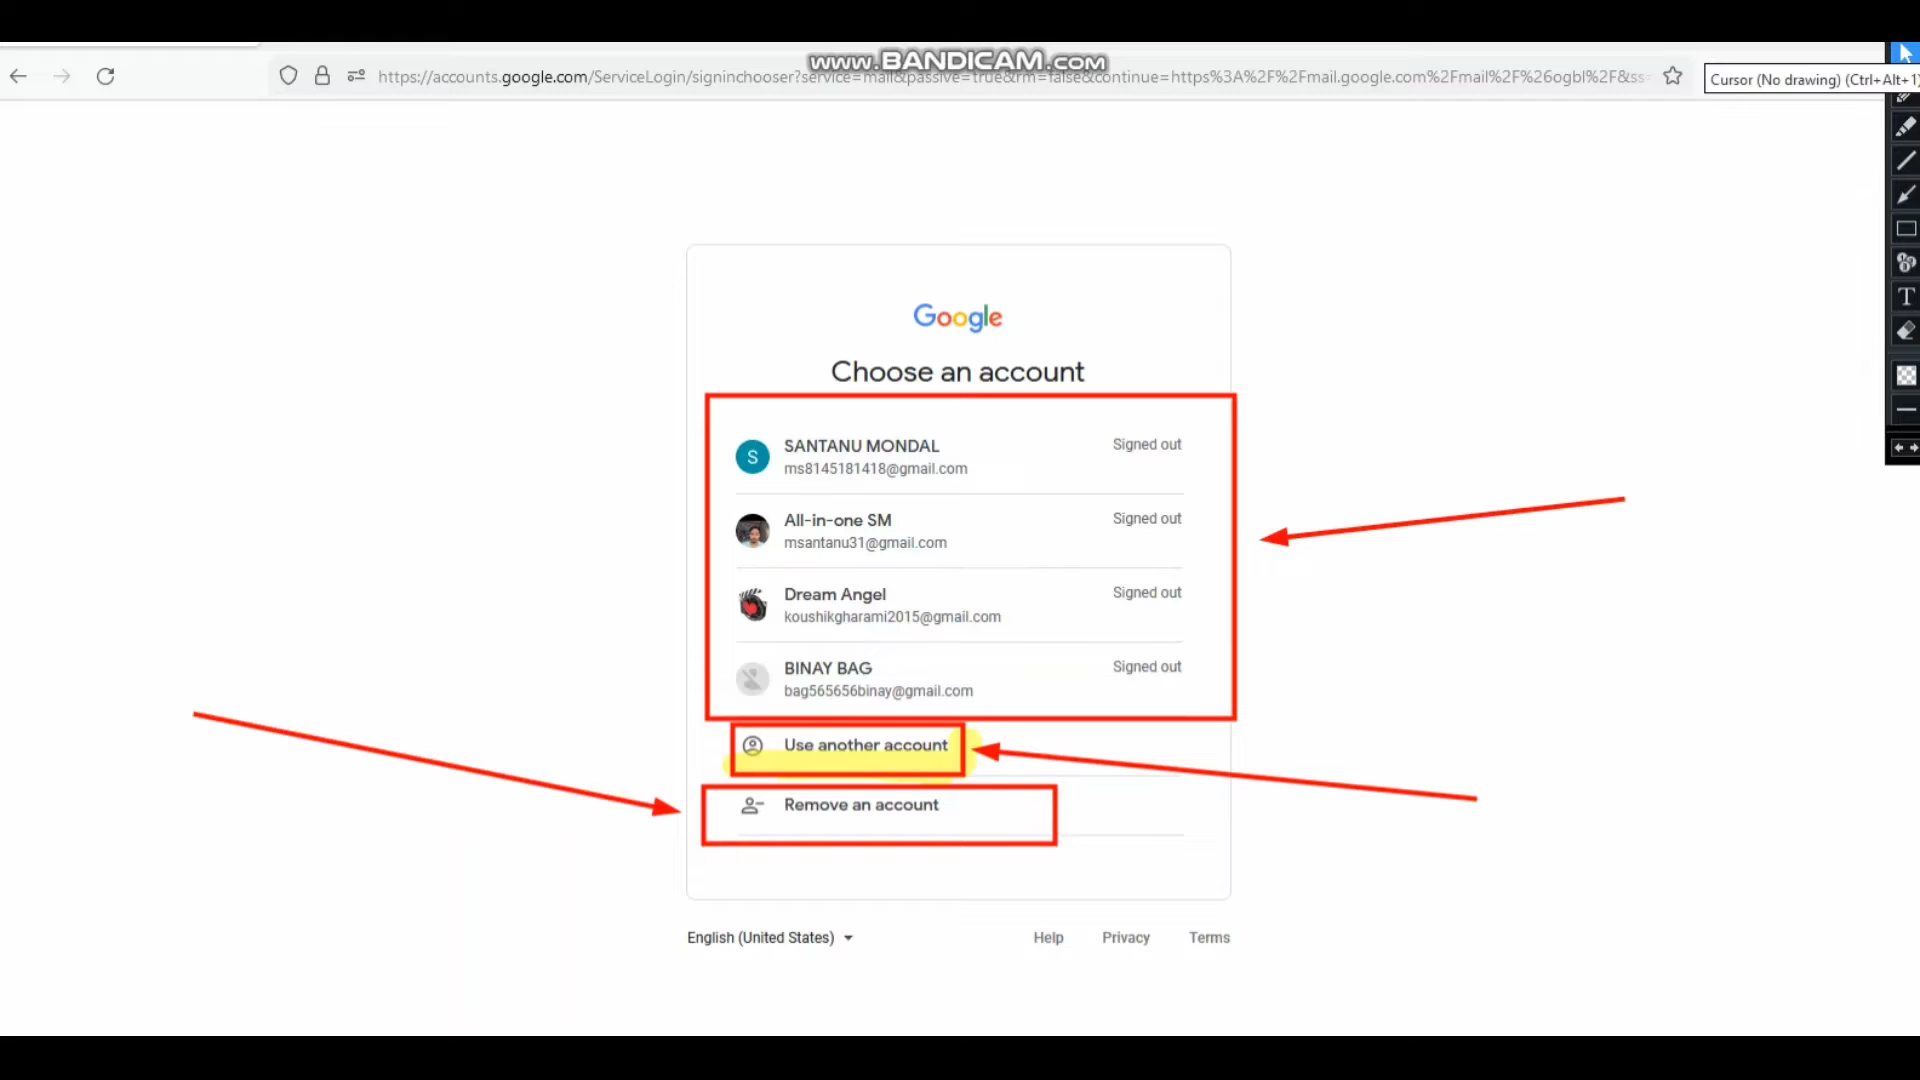 www.BANDICAM.com
https://accounts.google.com/ServiceLogin/signinchooser?service=mail&passive=true&rm=false&continue=https%3A%2F%2Fmail.google.com%2Fmail%2F%26ogbl%2F&ss=
Cursor (No drawing) (Ctrl+Alt+1)
Google
Choose an account
S
SANTANU MONDAL
Signed out
ms8145181418@gmail.com
All-in-one SM
Signed out
msantanu31@gmail.com
Dream Angel
Signed out
koushikgharami2015@gmail.com
BINAY BAG
Signed out
bag565656binay@gmail.com
Use another account
Remove an account
English (United States)
Help
Privacy
Terms
T